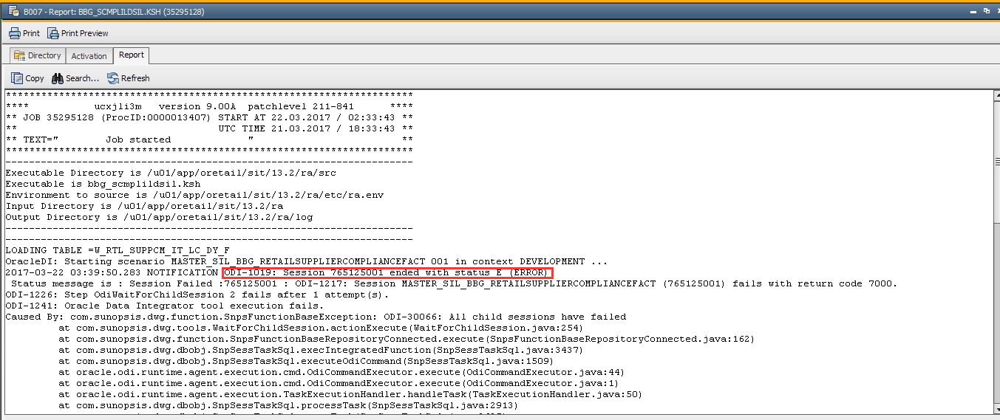 B007 - Report: BBG_SCMPLILDSIL.KSH (35295128)
Print Print Preview
Directory Activation Report
Copy Search... Refresh
*********************************************************************
**** ucxjli3m version 9.00A patchlevel 211-841 ****
** JOB 35295128 (ProcID:0000013407) START AT 22.03.2017 / 02:33:43 **
** UTC TIME 21.03.2017 / 18:33:43 **
** TEXT=" Job started " **
*********************************************************************
---------------------------------------------------------------------
Executable Directory is /u01/app/oretail/sit/13.2/ra/src
Executable is bbg_scmplildsil.ksh
Environment to source is /u01/app/oretail/sit/13.2/ra/etc/ra.env
Input Directory is /u01/app/oretail/sit/13.2/ra
Output Directory is /u01/app/oretail/sit/13.2/ra/log
---------------------------------------------------------------------
---------------------------------------------------------------------
LOADING TABLE =W_RTL_SUPPCM_IT_LC_DY_F
OracleDI: Starting scenario MASTER_SIL_BBG_RETAILSUPPLIERCOMPLIANCEFACT 001 in context DEVELOPMENT ...
2017-03-22 03:39:50.283 NOTIFICATION ODI-1019: Session 765125001 ended with status E (ERROR)
Status message is : Session Failed :765125001 : ODI-1217: Session MASTER_SIL_BBG_RETAILSUPPLIERCOMPLIANCEFACT (765125001) fails with return code 7000.
ODI-1226: Step OdiWaitForChildSession 2 fails after 1 attempt(s).
ODI-1241: Oracle Data Integrator tool execution fails.
Caused By: com.sunopsis.dwg.function.SnpsFunctionBaseException: ODI-30066: All child sessions have failed
at com.sunopsis.dwg.tools.WaitForChildSession.actionExecute(WaitForChildSession.java:254)
at com.sunopsis.dwg.function.SnpsFunctionBaseRepositoryConnected.execute(SnpsFunctionBaseRepositoryConnected.java:162)
at com.sunopsis.dwg.dbobj.SnpSessTaskSql.execIntegratedFunction(SnpSessTaskSql.java:3437)
at com.sunopsis.dwg.dbobj.SnpSessTaskSql.executeOdiCommand(SnpSessTaskSql.java:1509)
at oracle.odi.runtime.agent.execution.cmd.OdiCommandExecutor.execute(OdiCommandExecutor.java:44)
at oracle.odi.runtime.agent.execution.cmd.OdiCommandExecutor.execute(OdiCommandExecutor.java:1)
at oracle.odi.runtime.agent.execution.TaskExecutionHandler.handleTask(TaskExecutionHandler.java:50)
at com.sunopsis.dwg.dbobj.SnpSessTaskSql.processTask(SnpSessTaskSql.java:2913)